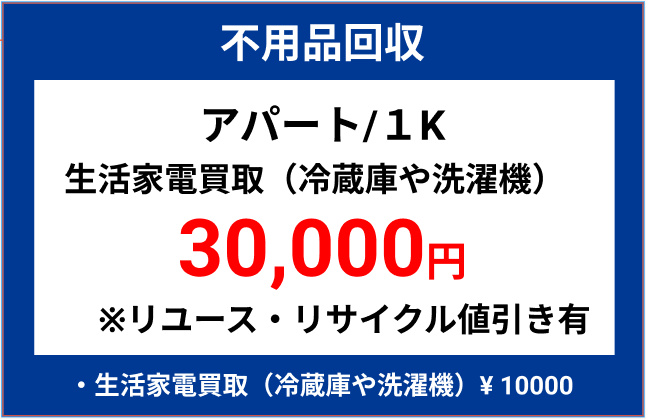 不用品回収
アパート/１K
生活家電買取（冷蔵庫や洗濯機）
30,000円
※リユース・リサイクル値引き有
・生活家電買取（冷蔵庫や洗濯機）¥ 10000